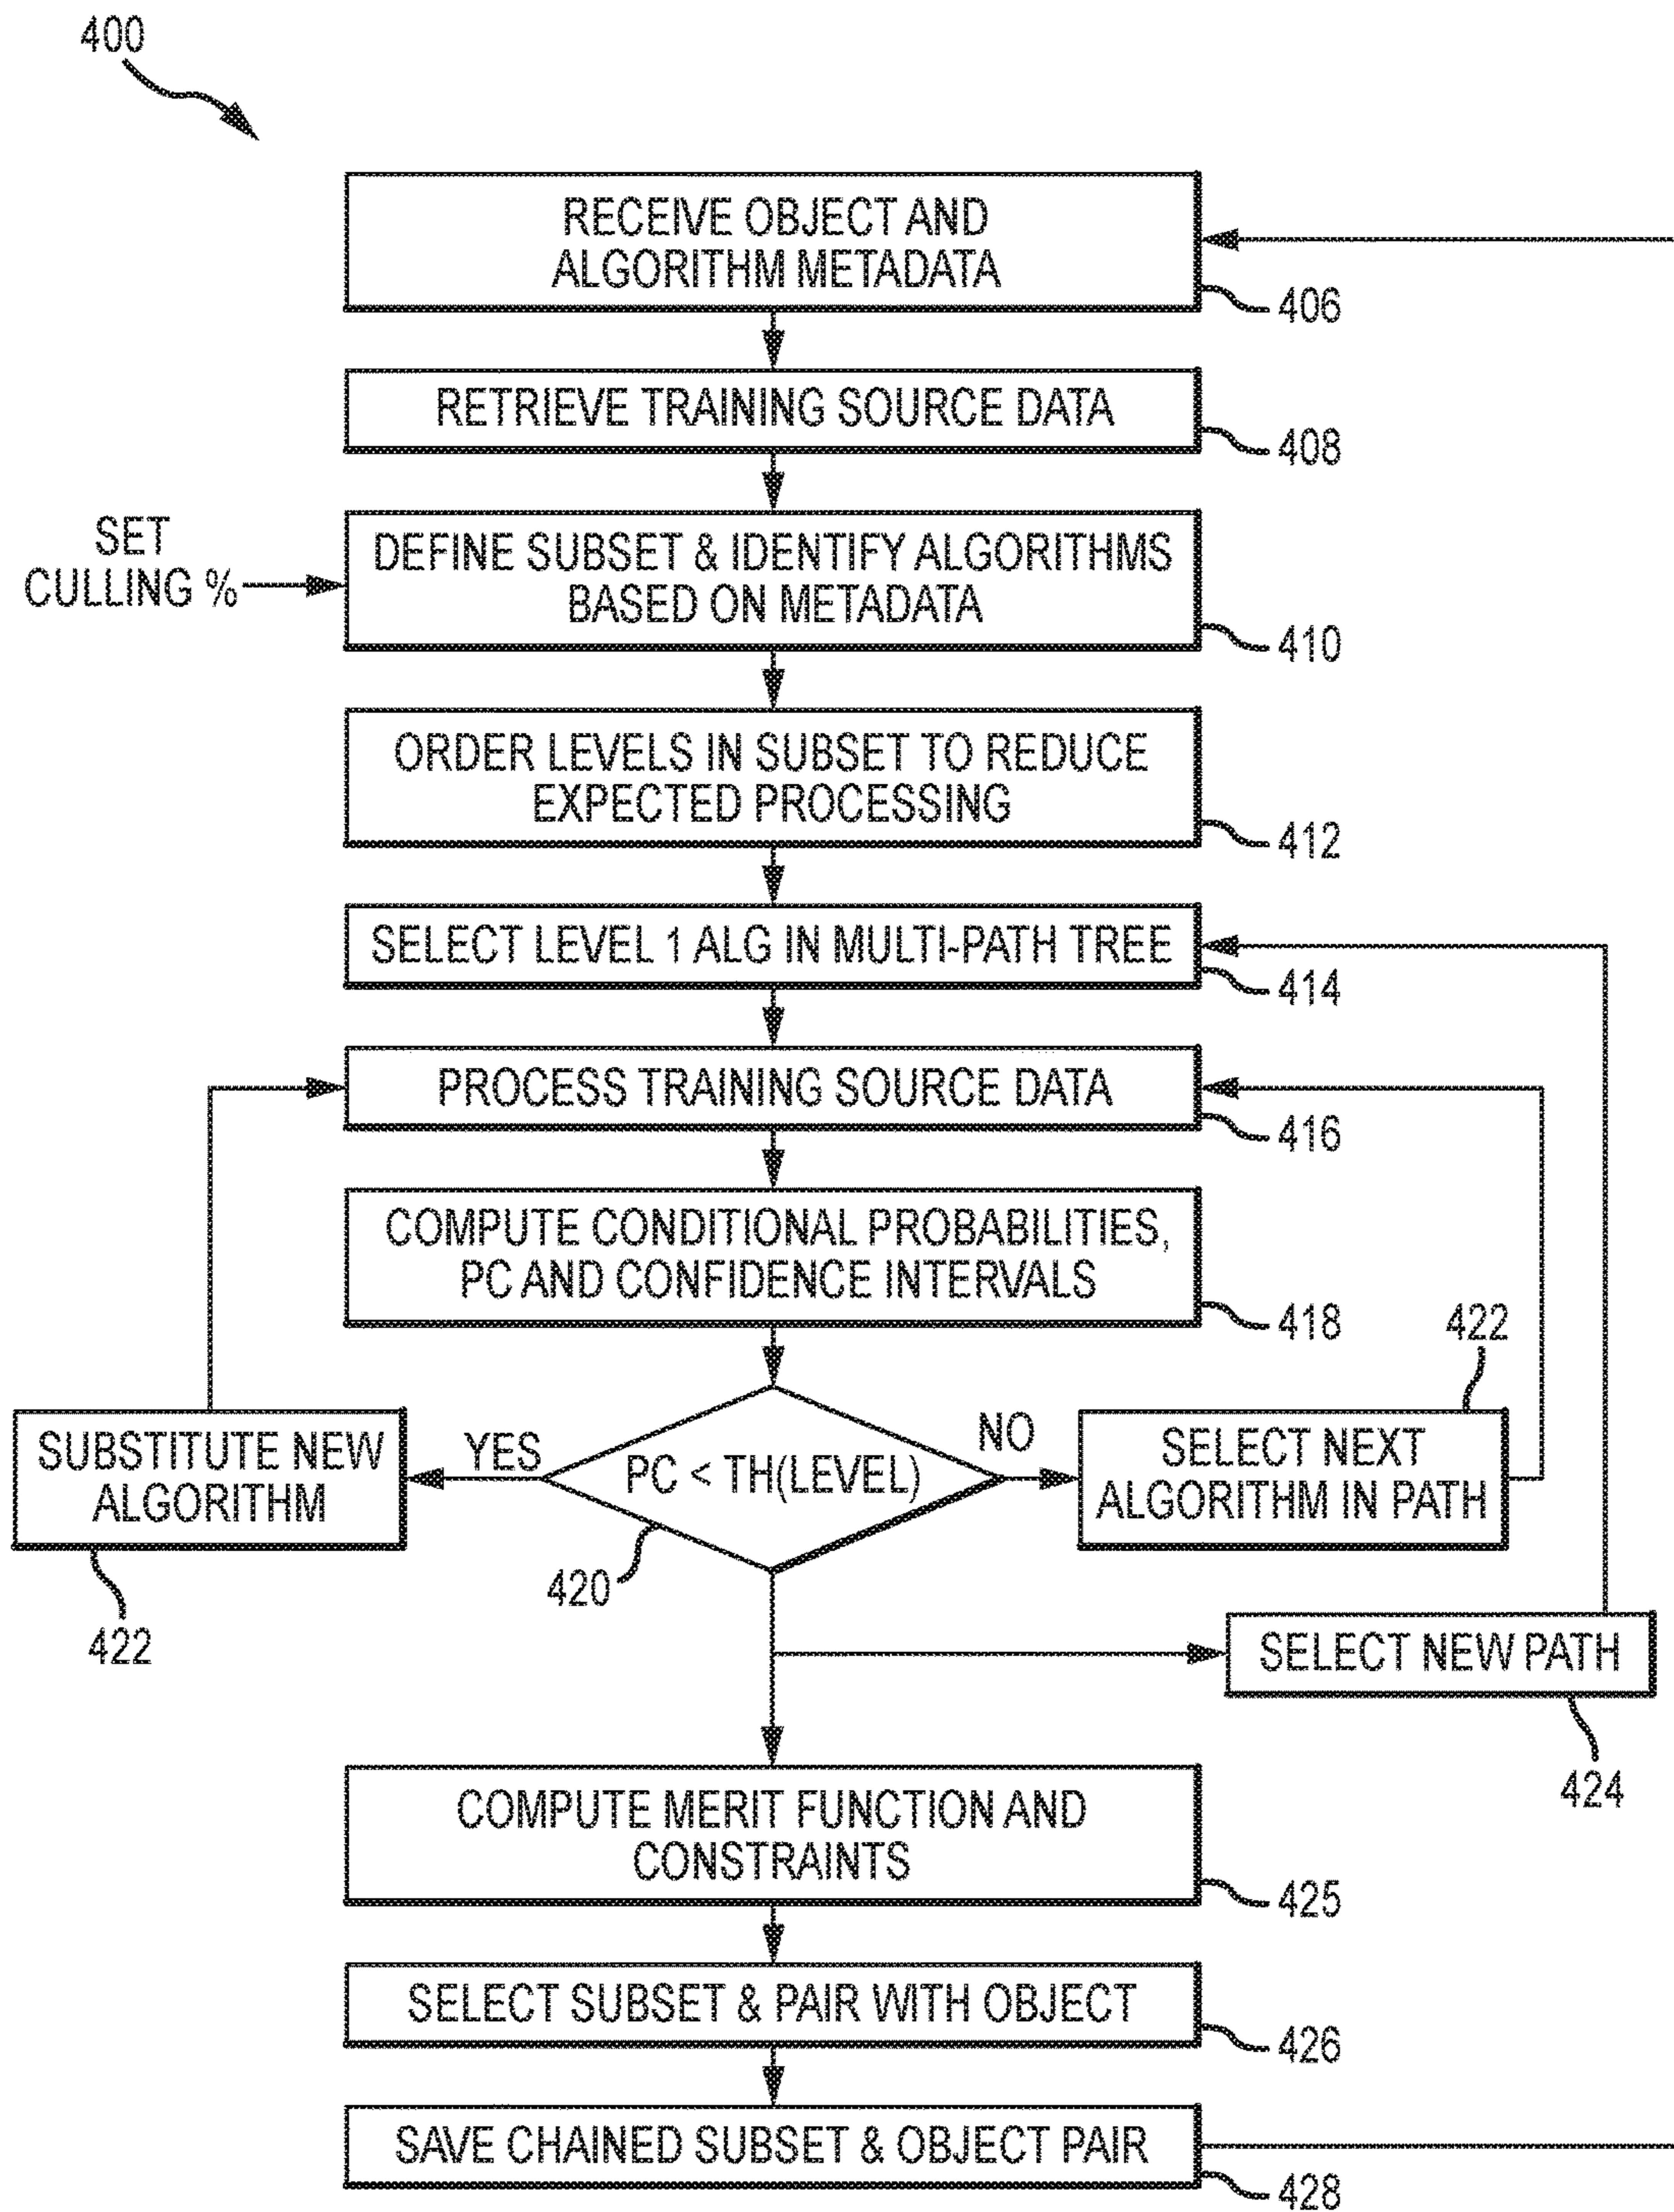 400
RECEIVE OBJECT AND
ALGORITHM METADATA
406
RETRIEVE TRAINING SOURCE DATA
408
SET
CULLING %
DEFINE SUBSET & IDENTIFY ALGORITHMS
BASED ON METADATA
410
ORDER LEVELS IN SUBSET TO REDUCE
EXPECTED PROCESSING
412
SELECT LEVEL 1 ALG IN MULTI-PATH TREE
414
PROCESS TRAINING SOURCE DATA
416
COMPUTE CONDITIONAL PROBABILITIES,
PC AND CONFIDENCE INTERVALS
418
422
SUBSTITUTE NEW
ALGORITHM
422
YES
PC < TH(LEVEL)
420
NO
SELECT NEXT
ALGORITHM IN PATH
SELECT NEW PATH
424
COMPUTE MERIT FUNCTION AND
CONSTRAINTS
425
SELECT SUBSET & PAIR WITH OBJECT
426
SAVE CHAINED SUBSET & OBJECT PAIR
428